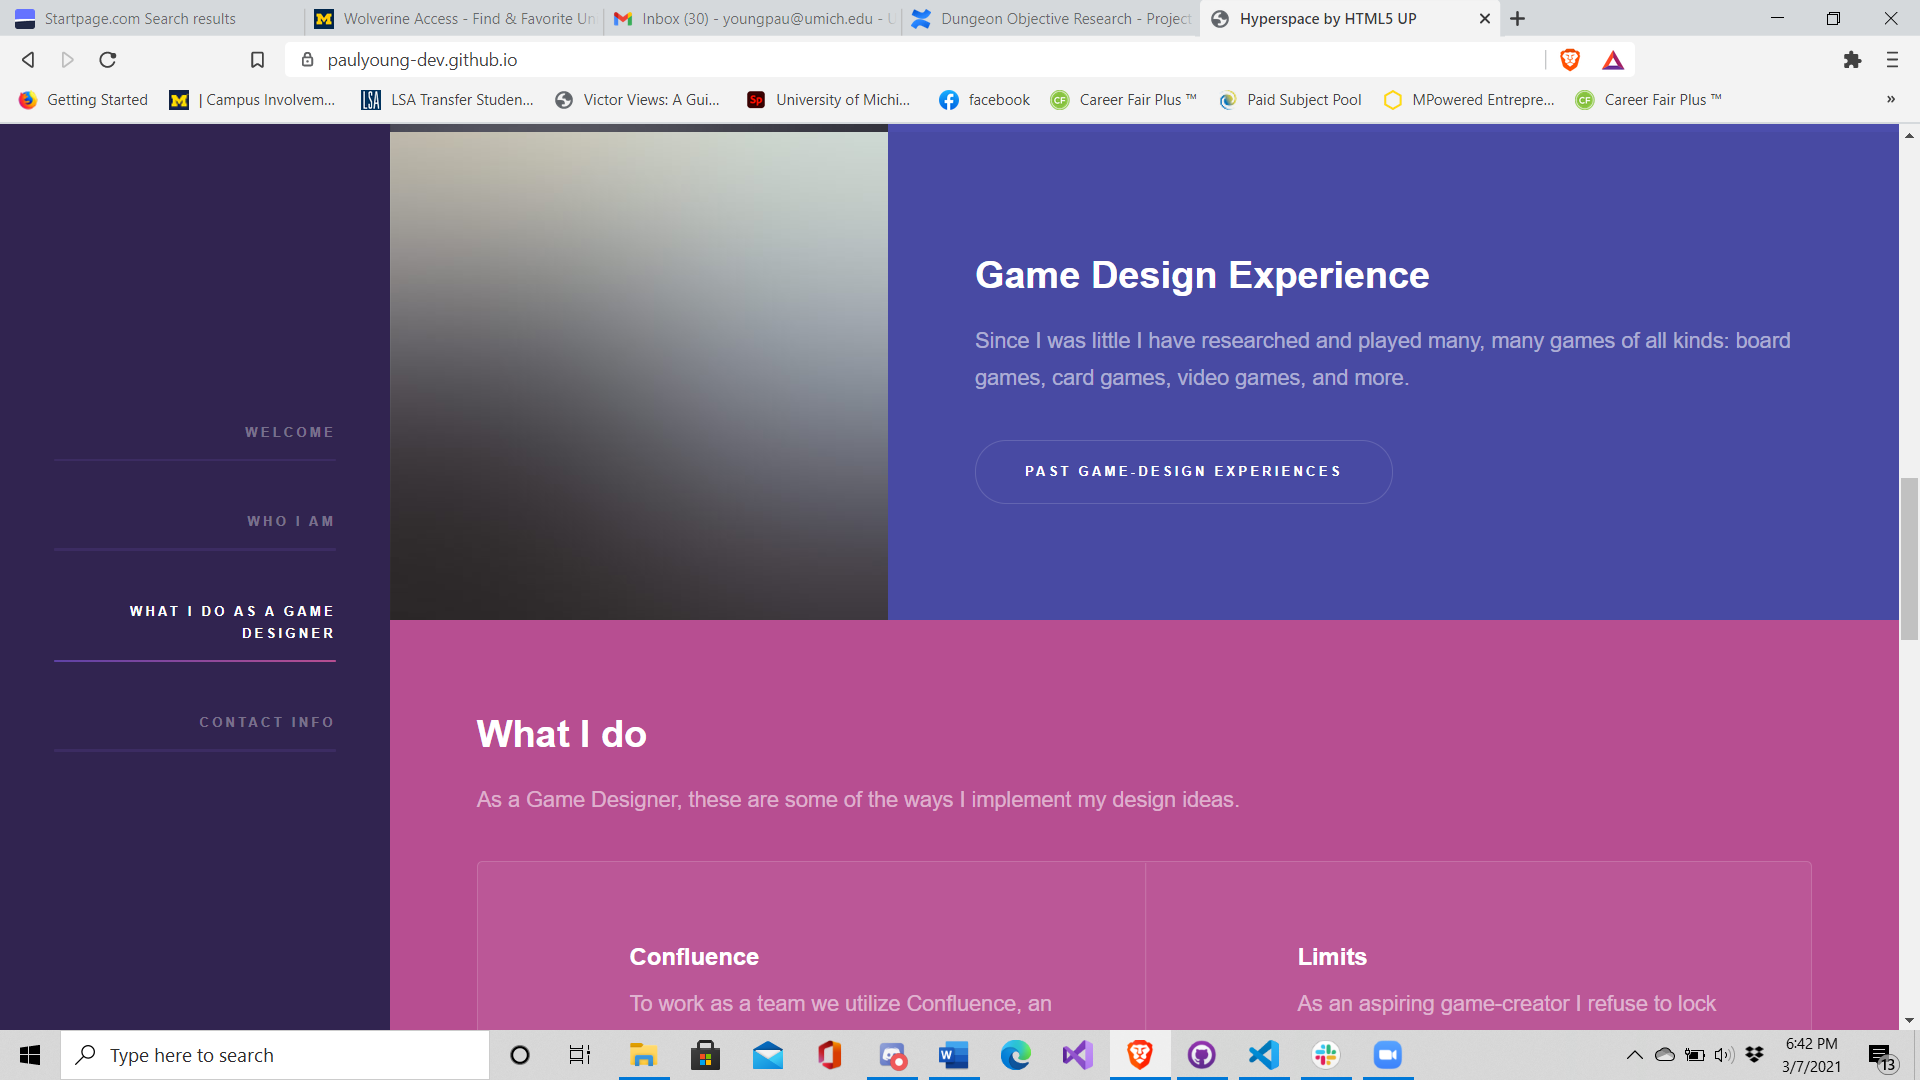 Startpage.com Search results
Wolverine Access - Find & Favorite Un
Inbox (30) - youngpau@umich.edu - U
Dungeon Objective Research - Project
Hyperspace by HTML5 UP
paulyoung-dev.github.io
Getting Started
| Campus Involvem...
LSA Transfer Studen...
Victor Views: A Gui...
University of Michi...
facebook
Career Fair Plus ™
Paid Subject Pool
MPowered Entrepre...
Career Fair Plus ™
»
WELCOME
WHO I AM
WHAT I DO AS A GAME
DESIGNER
CONTACT INFO
Game Design Experience
Since I was little I have researched and played many, many games of all kinds: board
games, card games, video games, and more.
PAST GAME-DESIGN EXPERIENCES
What I do
As a Game Designer, these are some of the ways I implement my design ideas.
Confluence
To work as a team we utilize Confluence, an
Limits
As an aspiring game-creator I refuse to lock
Type here to search
6:42 PM
3/7/2021
13